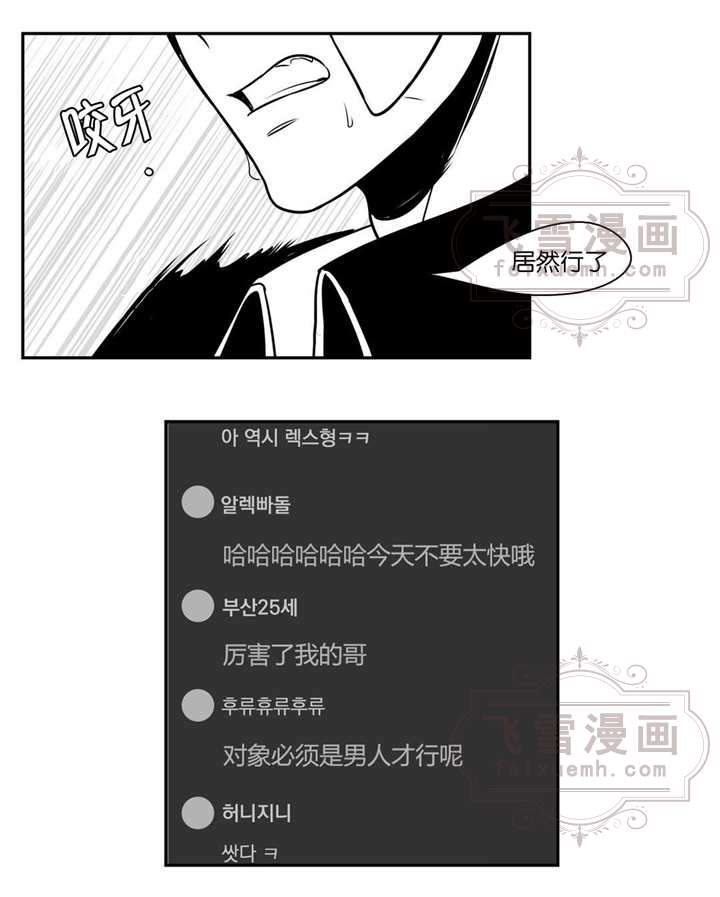 咬牙
居然行了
飞雪漫画
feixuemh.com
아 역시 렉스형ㅋㅋ
알렉빠돌
哈哈哈哈哈哈今天不要太快哦
부산25세
厉害了我的哥
후류휴류후류
对象必须是男人才行呢
飞雪漫画
feixuemh.com
허니지니
쌋다 ㅋ